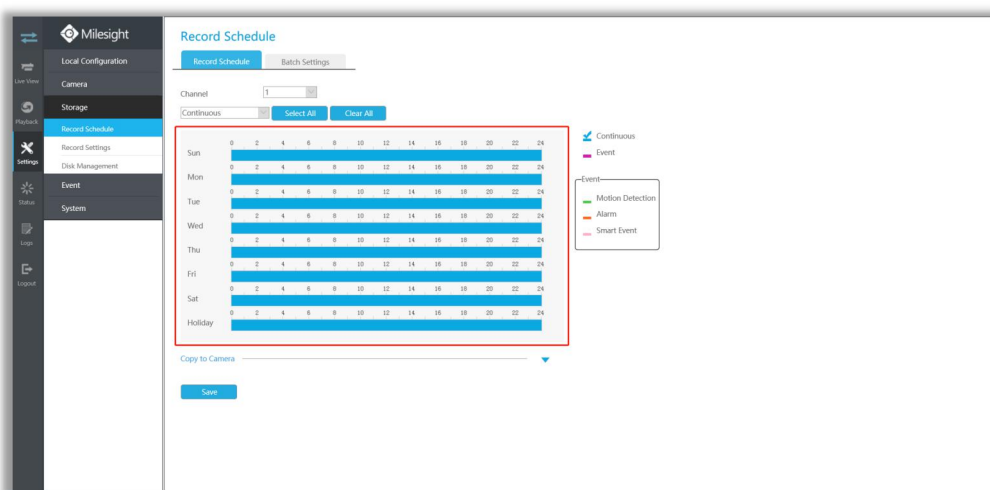 Milesight
Live View
Playback
Settings
Status
Logs
Logout
Local Configuration
Camera
Storage
Record Schedule
Record Settings
Disk Management
Event
System
Record Schedule
Record Schedule Batch Settings
Channel 1
Continuous Select All Clear All
0 2 4 6 8 10 12 14 16 18 20 22 24
Sun
0 2 4 6 8 10 12 14 16 18 20 22 24
Mon
0 2 4 6 8 10 12 14 16 18 20 22 24
Tue
0 2 4 6 8 10 12 14 16 18 20 22 24
Wed
0 2 4 6 8 10 12 14 16 18 20 22 24
Thu
0 2 4 6 8 10 12 14 16 18 20 22 24
Fri
0 2 4 6 8 10 12 14 16 18 20 22 24
Sat
0 2 4 6 8 10 12 14 16 18 20 22 24
Holiday
Continuous
Event
Event
Motion Detection
Alarm
Smart Event
Copy to Camera
Save